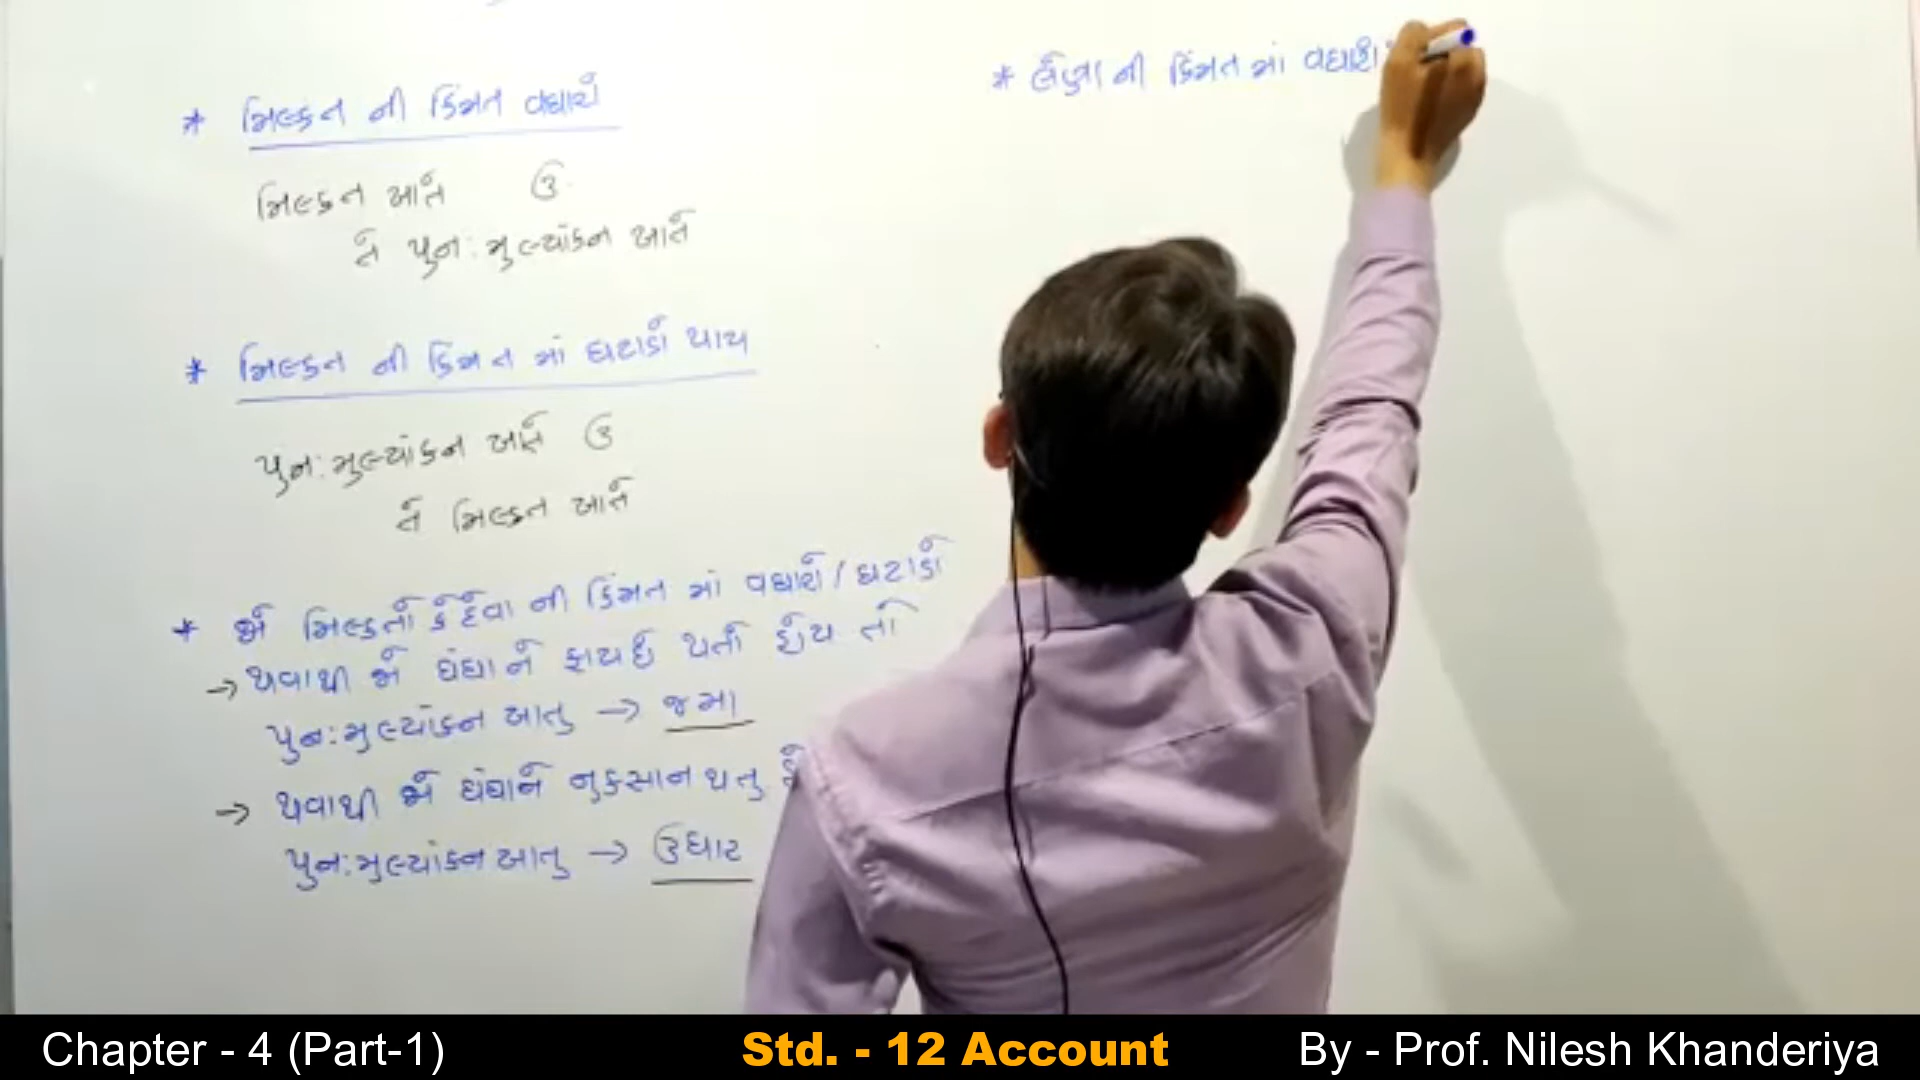 * મિલ્કત ની કિંમત વધારો
મિલ્કત ખાતે ઉ
તે પુનઃમુલ્યાંકન ખાતે
* મિલ્કત ની કિંમત માં ઘટાડો થાય
પુનઃમુલ્યાંકન ખાતે ઉ
તે મિલ્કત ખાતે
* જો મિલ્કતો કે દેવા ની કિંમત માં વધારો / ઘટાડો
→ થવાથી જો ધંધાને ફાયદો થતો હોય તો
પુનઃમુલ્યાંકન ખાતુ → જમા
→ થવાથી જો ધંધાને નુકસાન થતુ
પુનઃમુલ્યાંકન ખાતુ → ઉધાર
* ની કિંમત માં વધારો
Chapter - 4 (Part-1) Std. - 12 Account By - Prof. Nilesh Khanderiya